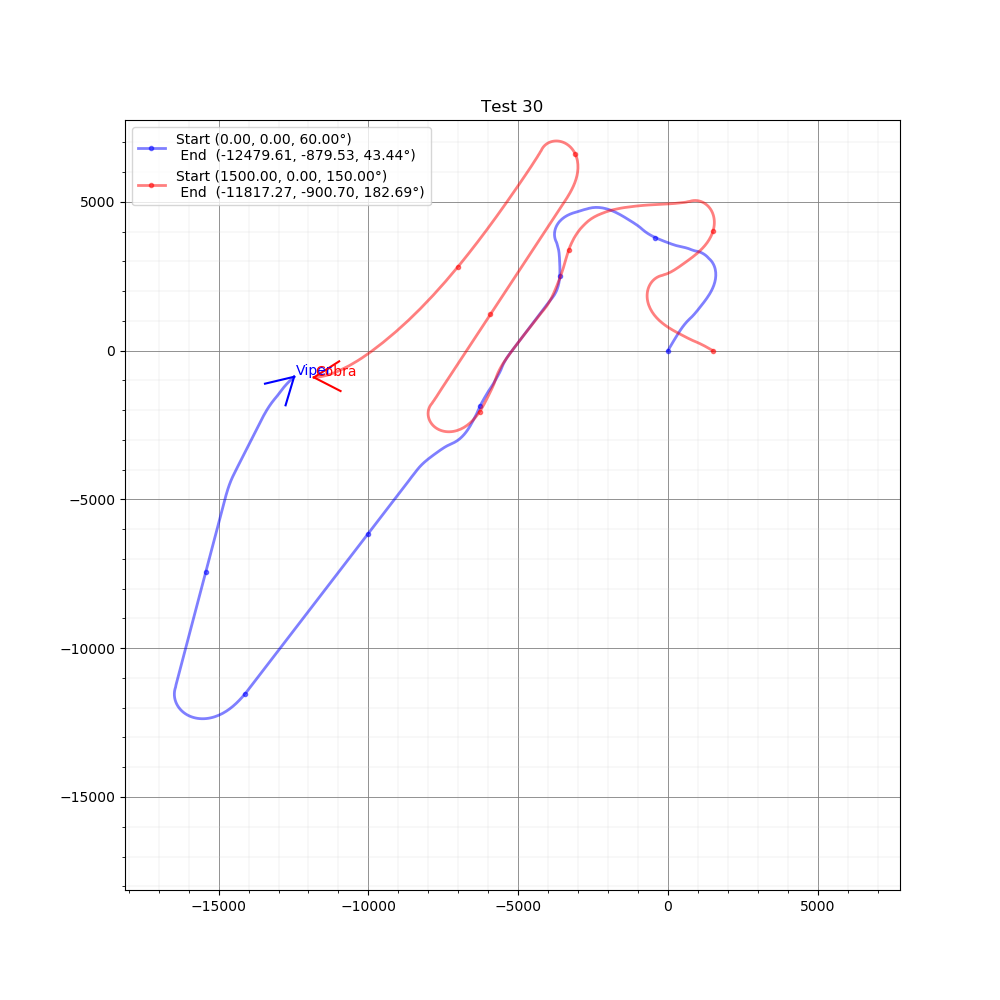 Test 30
Start (0.00, 0.00, 60.00°)
End (-12479.61, -879.53, 43.44°)
Start (1500.00, 0.00, 150.00°)
End (-11817.27, -900.70, 182.69°)
5000
0
−5000
−10000
−15000
Viper
Cobra
−15000
−10000
−5000
0
5000